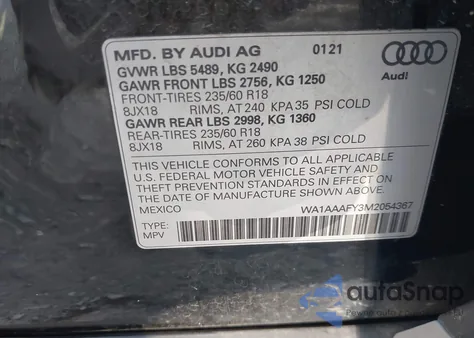 MFD. BY AUDI AG 0121
GVWR LBS 5489, KG 2490
GAWR FRONT LBS 2756, KG 1250
FRONT-TIRES 235/60 R18
8JX18 RIMS, AT 240 KPA 35 PSI COLD
GAWR REAR LBS 2998, KG 1360
REAR-TIRES 235/60 R18
8JX18 RIMS, AT 260 KPA 38 PSI COLD
Audi
THIS VEHICLE CONFORMS TO ALL APPLICABLE
U.S. FEDERAL MOTOR VEHICLE SAFETY AND
THEFT PREVENTION STANDARDS IN EFFECT ON
THE DATE OF MANUFACTURE SHOWN ABOVE.
MEXICO WA1AAAFY3M2054367
TYPE:
MPV
autoSnap